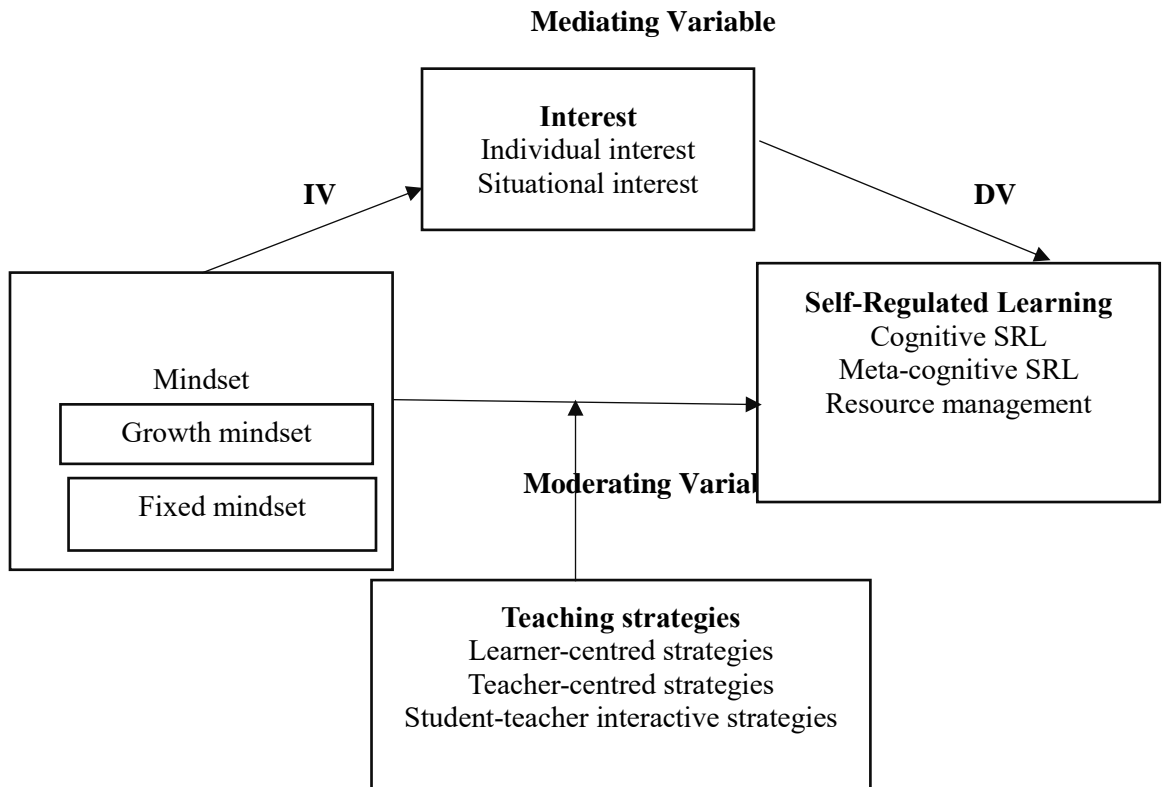 Mediating Variable
Interest
Individual interest
Situational interest
IV
DV
Mindset
Growth mindset
Fixed mindset
Self-Regulated Learning
Cognitive SRL
Meta-cognitive SRL
Resource management
Moderating
Teaching strategies
Learner-centred strategies
Teacher-centred strategies
Student-teacher interactive strategies